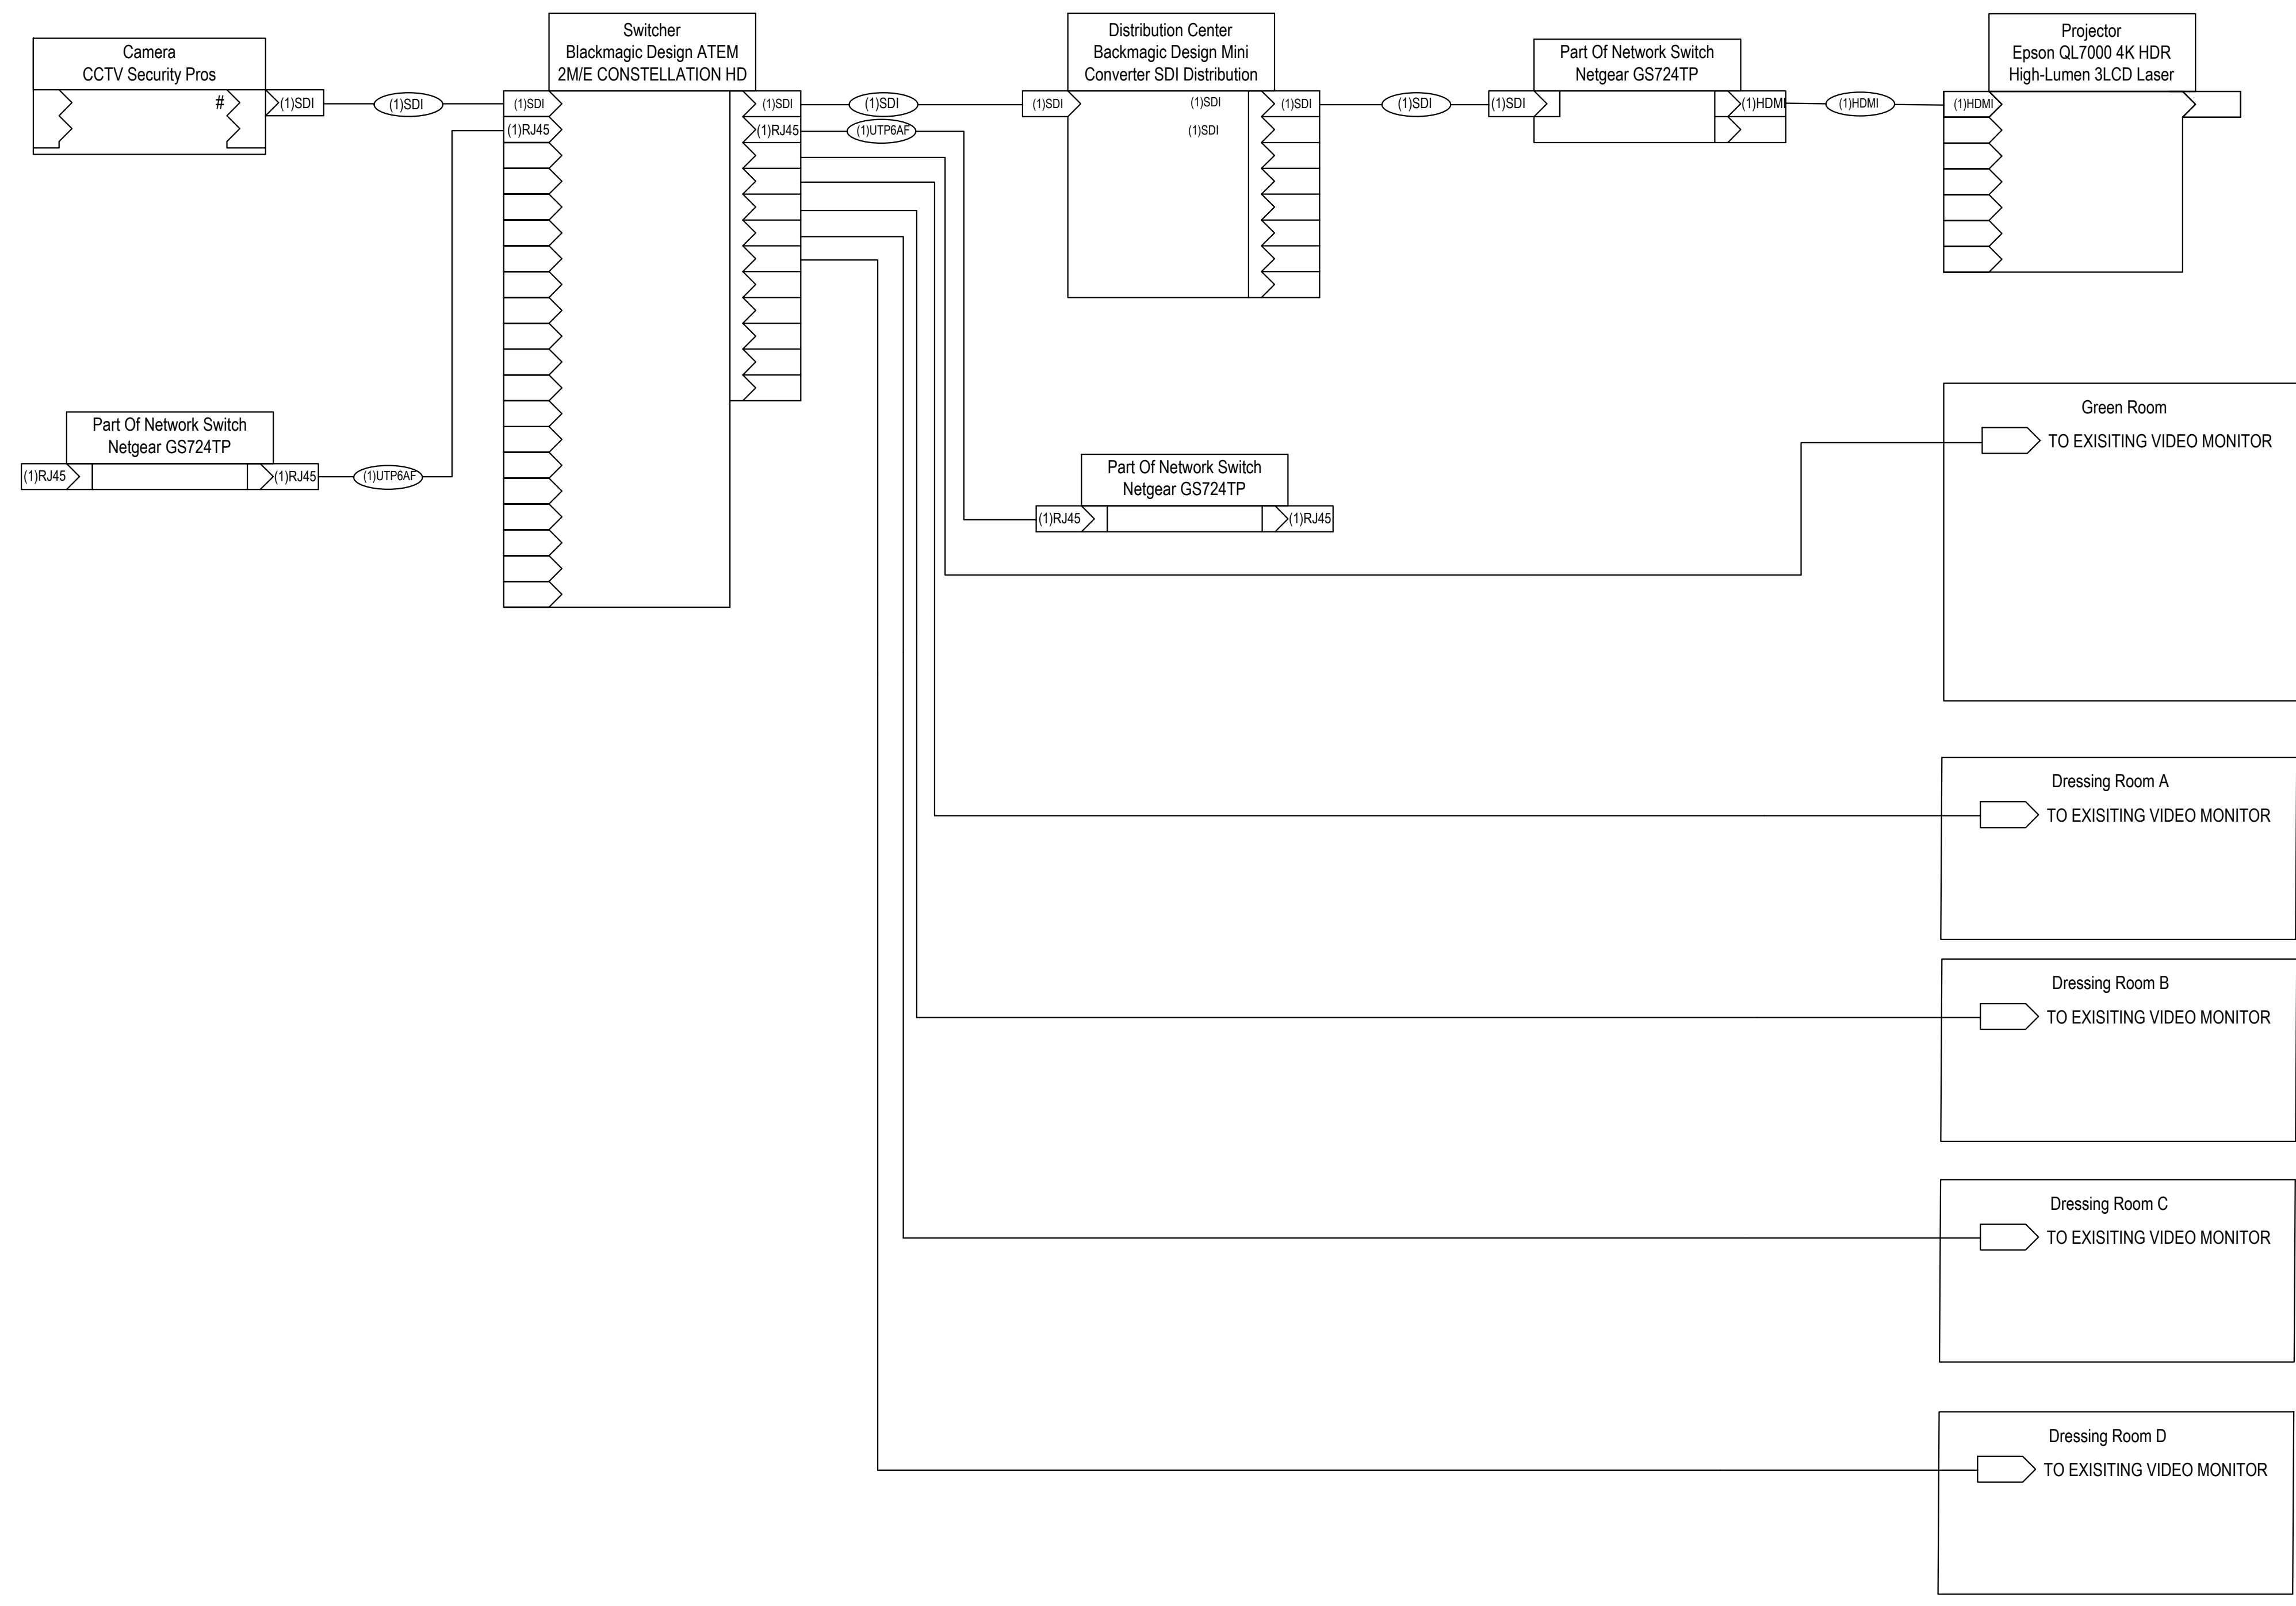 Camera
CCTV Security Pros
#
(1)SDI
(1)SDI
Switcher
Blackmagic Design ATEM
2M/E CONSTELLATION HD
(1)SDI
(1)RJ45
(1)SDI
(1)RJ45
(1)SDI
(1)UTP6AF
Distribution Center
Backmagic Design Mini
Converter SDI Distribution
(1)SDI
(1)SDI
(1)SDI
(1)SDI
(1)SDI
Part Of Network Switch
Netgear GS724TP
(1)SDI
(1)HDMI
(1)HDMI
Projector
Epson QL7000 4K HDR
High-Lumen 3LCD Laser
(1)HDMI
Part Of Network Switch
Netgear GS724TP
(1)RJ45
(1)RJ45
(1)UTP6AF
Part Of Network Switch
Netgear GS724TP
(1)RJ45
(1)RJ45
Green Room
TO EXISITING VIDEO MONITOR
Dressing Room A
TO EXISITING VIDEO MONITOR
Dressing Room B
TO EXISITING VIDEO MONITOR
Dressing Room C
TO EXISITING VIDEO MONITOR
Dressing Room D
TO EXISITING VIDEO MONITOR